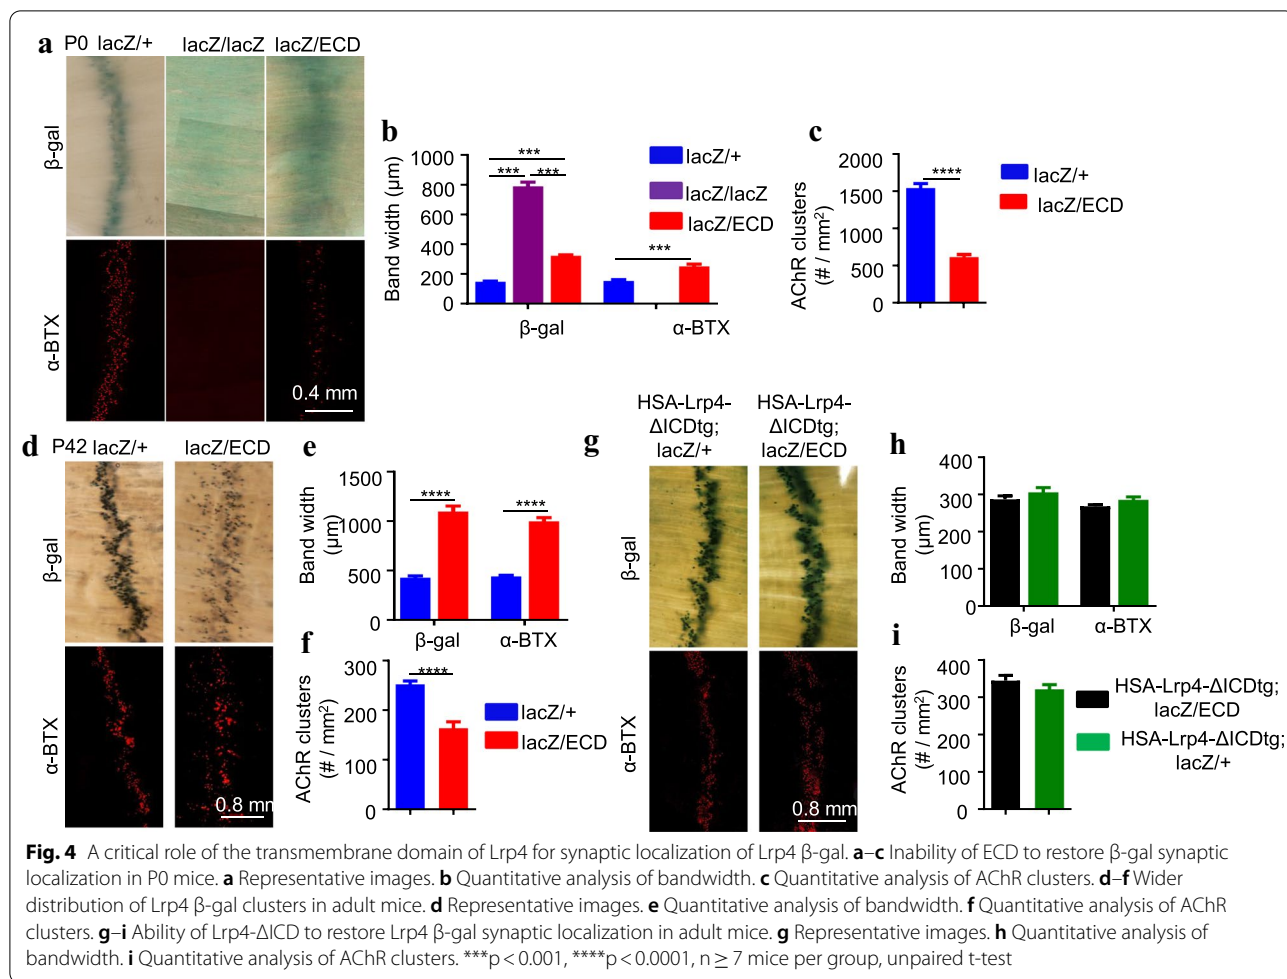 a
P0 lacZ/+ lacZ/lacZ lacZ/ECD
β-gal
α-BTX
0.4 mm
b
Band width (μm)
1000
800
600
400
200
0
***
*** ***
***
lacZ/+
lacZ/lacZ
lacZ/ECD
β-gal α-BTX
c
AChR clusters
(# / mm²)
2000
1500
1000
500
0
****
lacZ/+
lacZ/ECD
d
P42 lacZ/+ lacZ/ECD
β-gal
α-BTX
0.8 mm
e
Band width
(μm)
1500
1000
500
0
**** ****
β-gal α-BTX
f
AChR clusters
(# / mm²)
300
200
100
0
****
lacZ/+
lacZ/ECD
g
HSA-Lrp4-
ΔICDtg;
lacZ/+
HSA-Lrp4-
ΔICDtg;
lacZ/ECD
β-gal
α-BTX
0.8 mm
h
Band width
(μm)
400
300
200
100
0
β-gal α-BTX
i
AChR clusters
(# / mm²)
400
300
200
100
0
HSA-Lrp4-ΔICDtg;
lacZ/ECD
HSA-Lrp4-ΔICDtg;
lacZ/+
Fig. 4 A critical role of the transmembrane domain of Lrp4 for synaptic localization of Lrp4 β-gal. a–c Inability of ECD to restore β-gal synaptic
localization in P0 mice. a Representative images. b Quantitative analysis of bandwidth. c Quantitative analysis of AChR clusters. d–f Wider
distribution of Lrp4 β-gal clusters in adult mice. d Representative images. e Quantitative analysis of bandwidth. f Quantitative analysis of AChR
clusters. g–i Ability of Lrp4-ΔICD to restore Lrp4 β-gal synaptic localization in adult mice. g Representative images. h Quantitative analysis of
bandwidth. i Quantitative analysis of AChR clusters. ***p < 0.001, ****p < 0.0001, n ≥ 7 mice per group, unpaired t-test